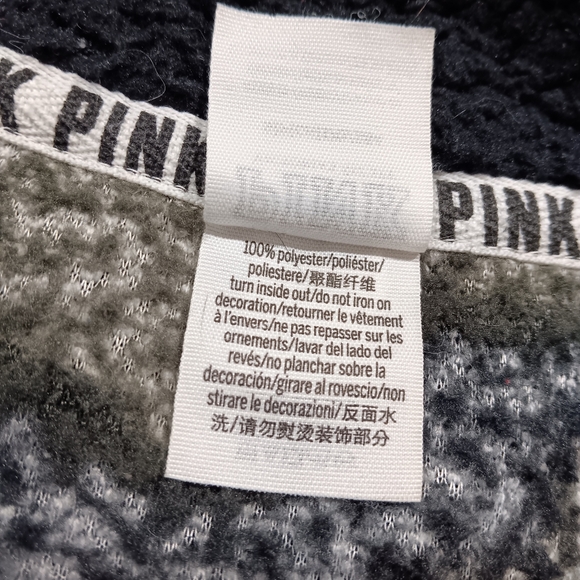 K PINK
PINK
100% polyester/poliéster/
poliestere/聚酯纤维
turn inside out/do not iron on
decoration/retourner le vêtement
à l'envers/ne pas repasser sur les
ornements/lavar del lado del
revés/no planchar sobre la
decoración/girare al rovescio/non
stirare le decorazioni/反面水
洗/请勿熨烫装饰部分